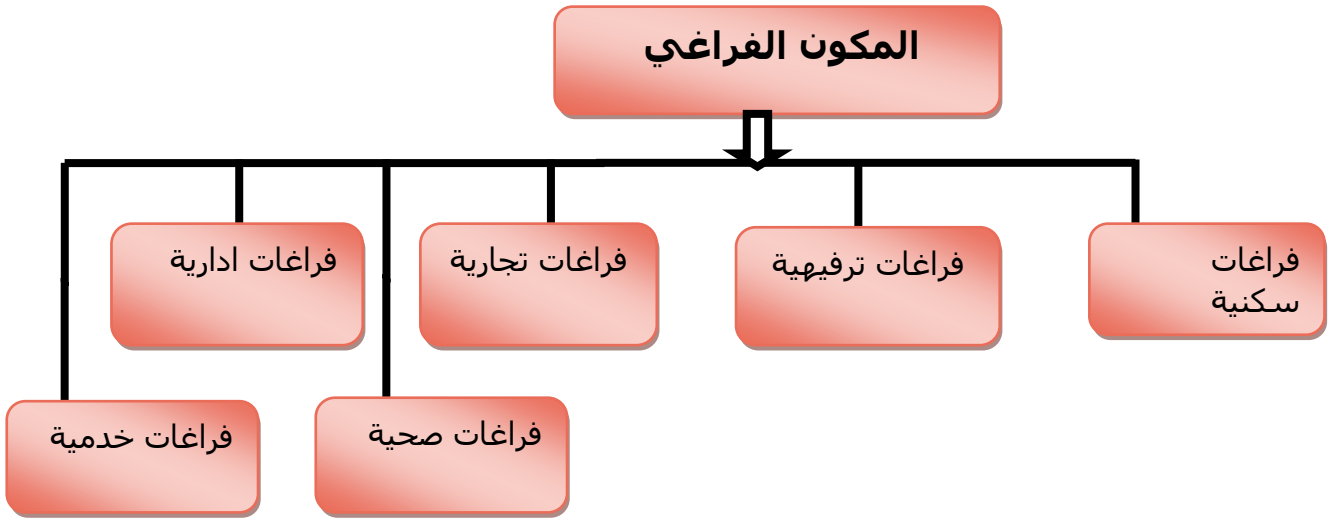 المكون الفراغي
فراغات
سكنية
فراغات ترفيهية
فراغات تجارية
فراغات ادارية
فراغات صحية
فراغات خدمية